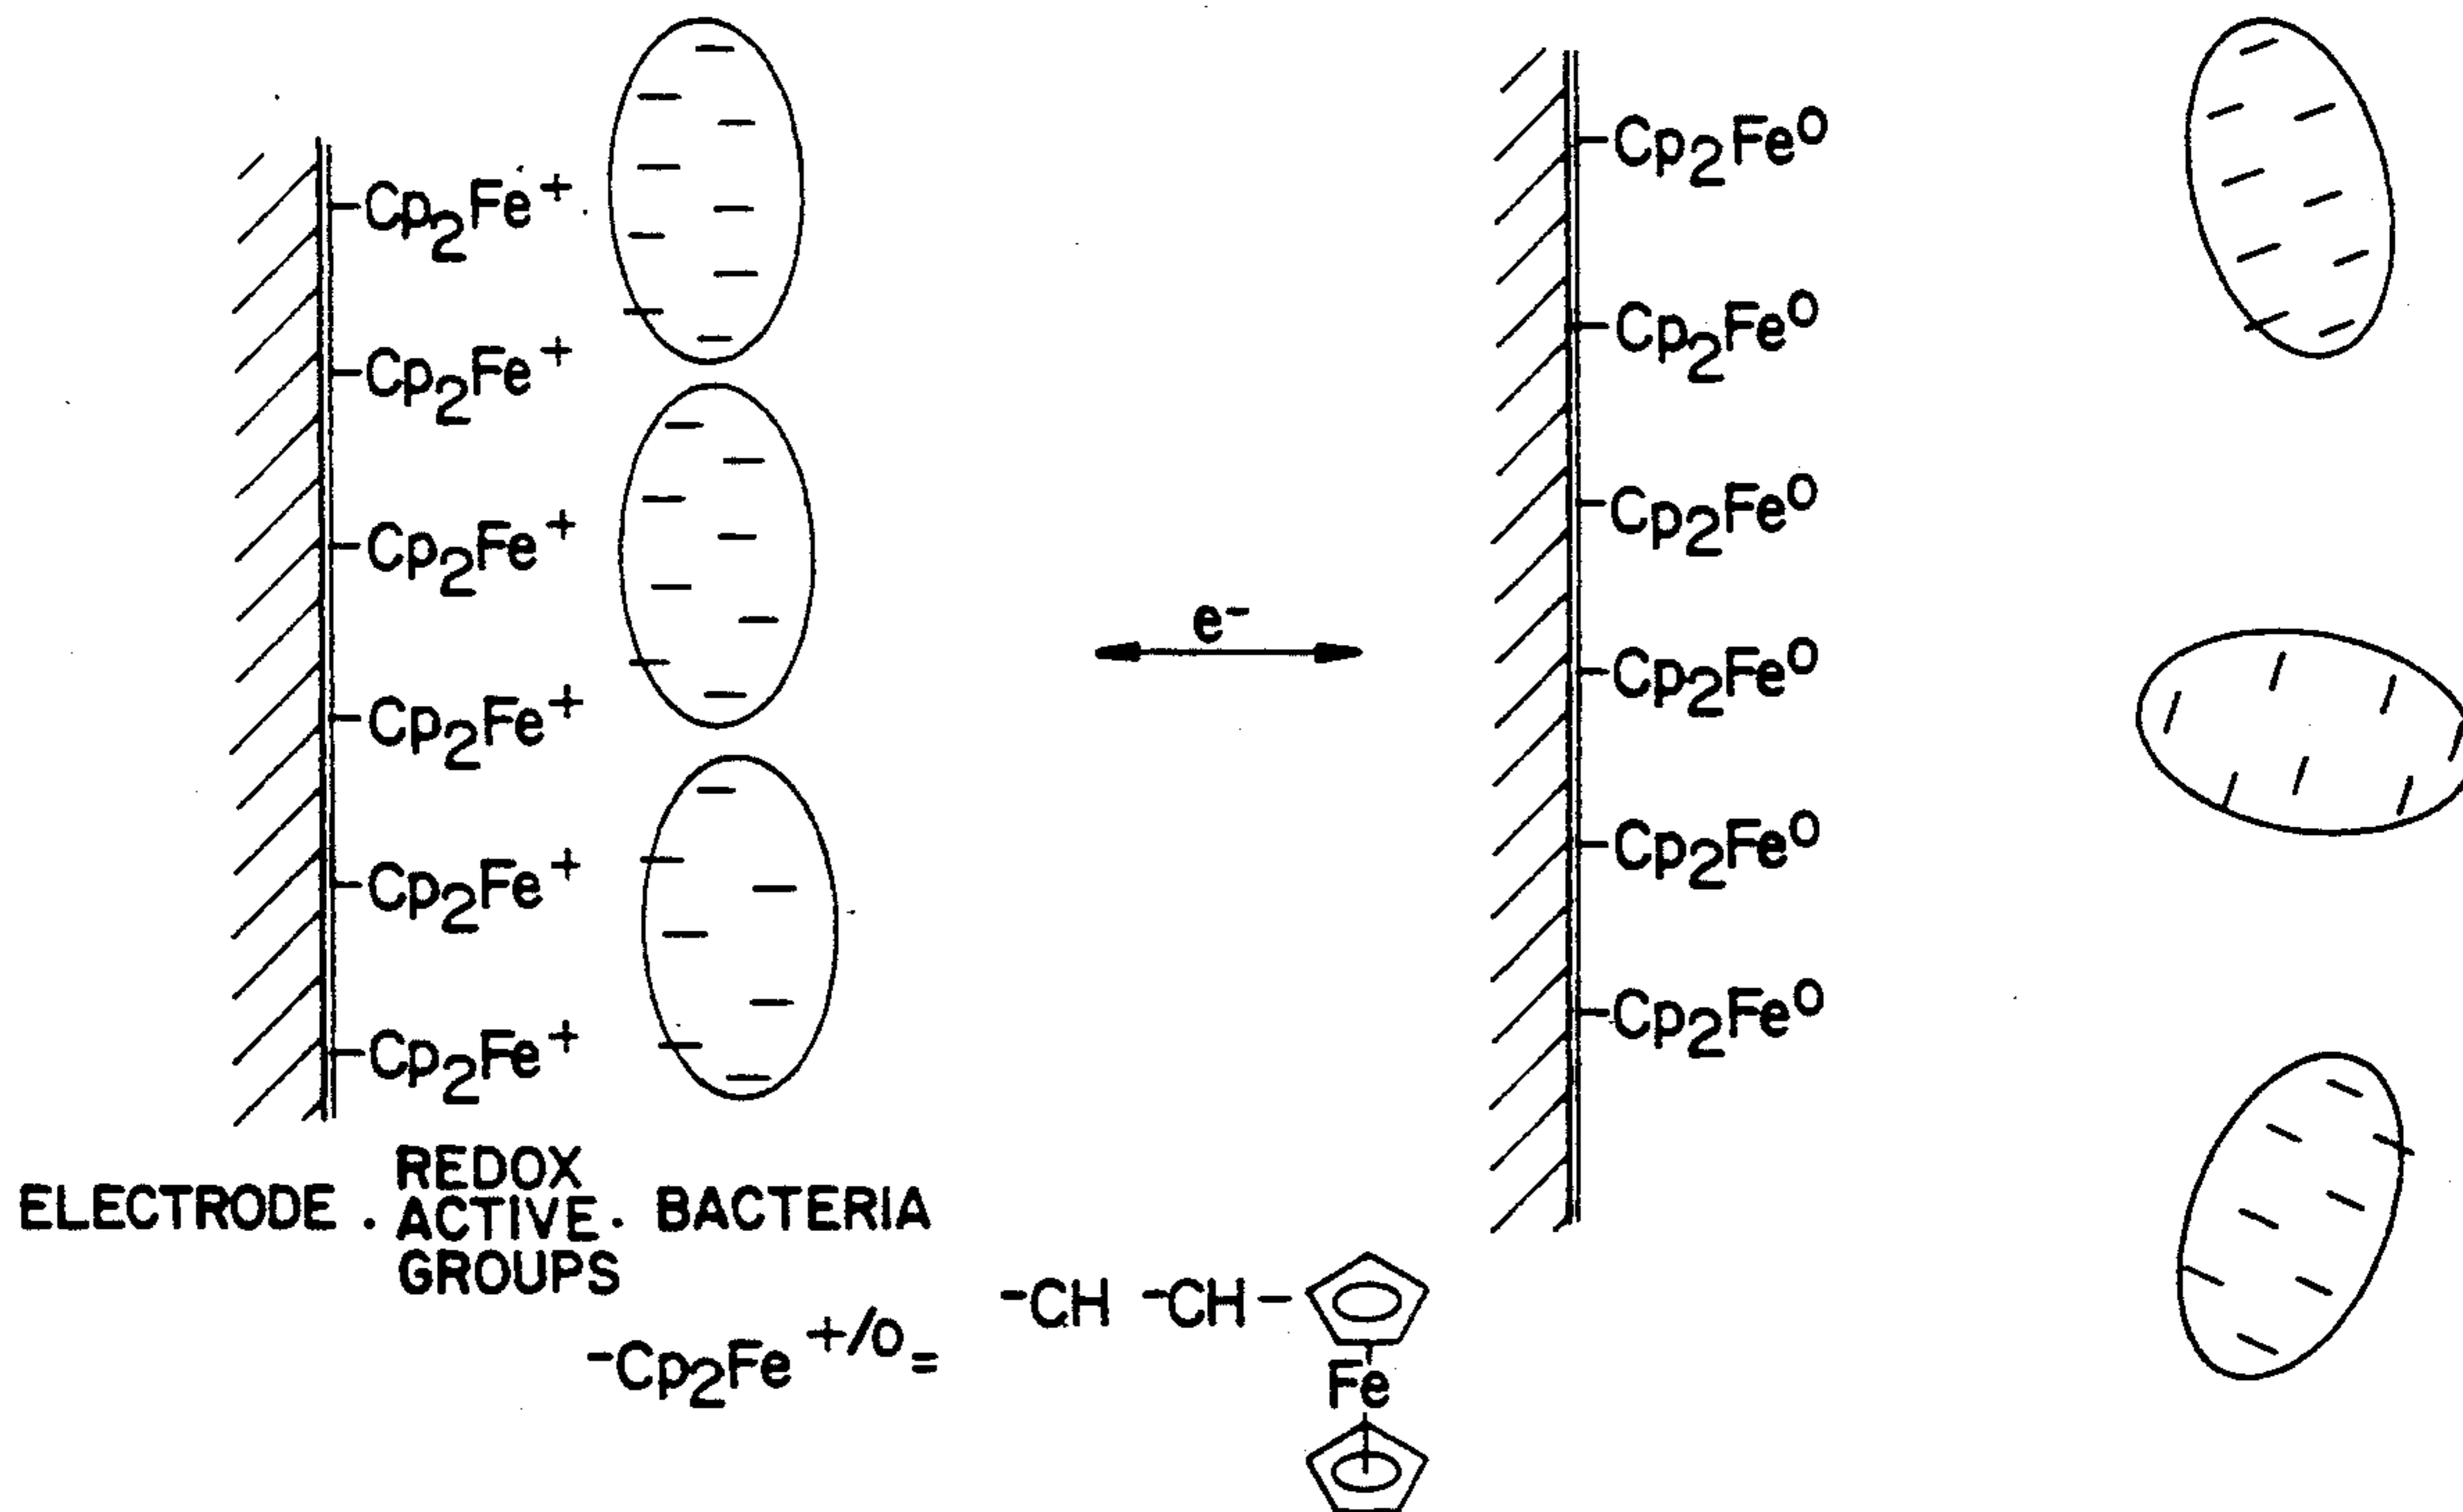 Cp2Fe+
Cp2Fe+
Cp2Fe+
Cp2Fe+
Cp2Fe+
Cp2Fe+
e-
Cp2Fe0
Cp2Fe0
Cp2Fe0
Cp2Fe0
Cp2Fe0
Cp2Fe0
ELECTRODE
REDOX
ACTIVE
GROUPS
BACTERIA
-Cp2Fe+/0 =
-CH -CH-
Fe